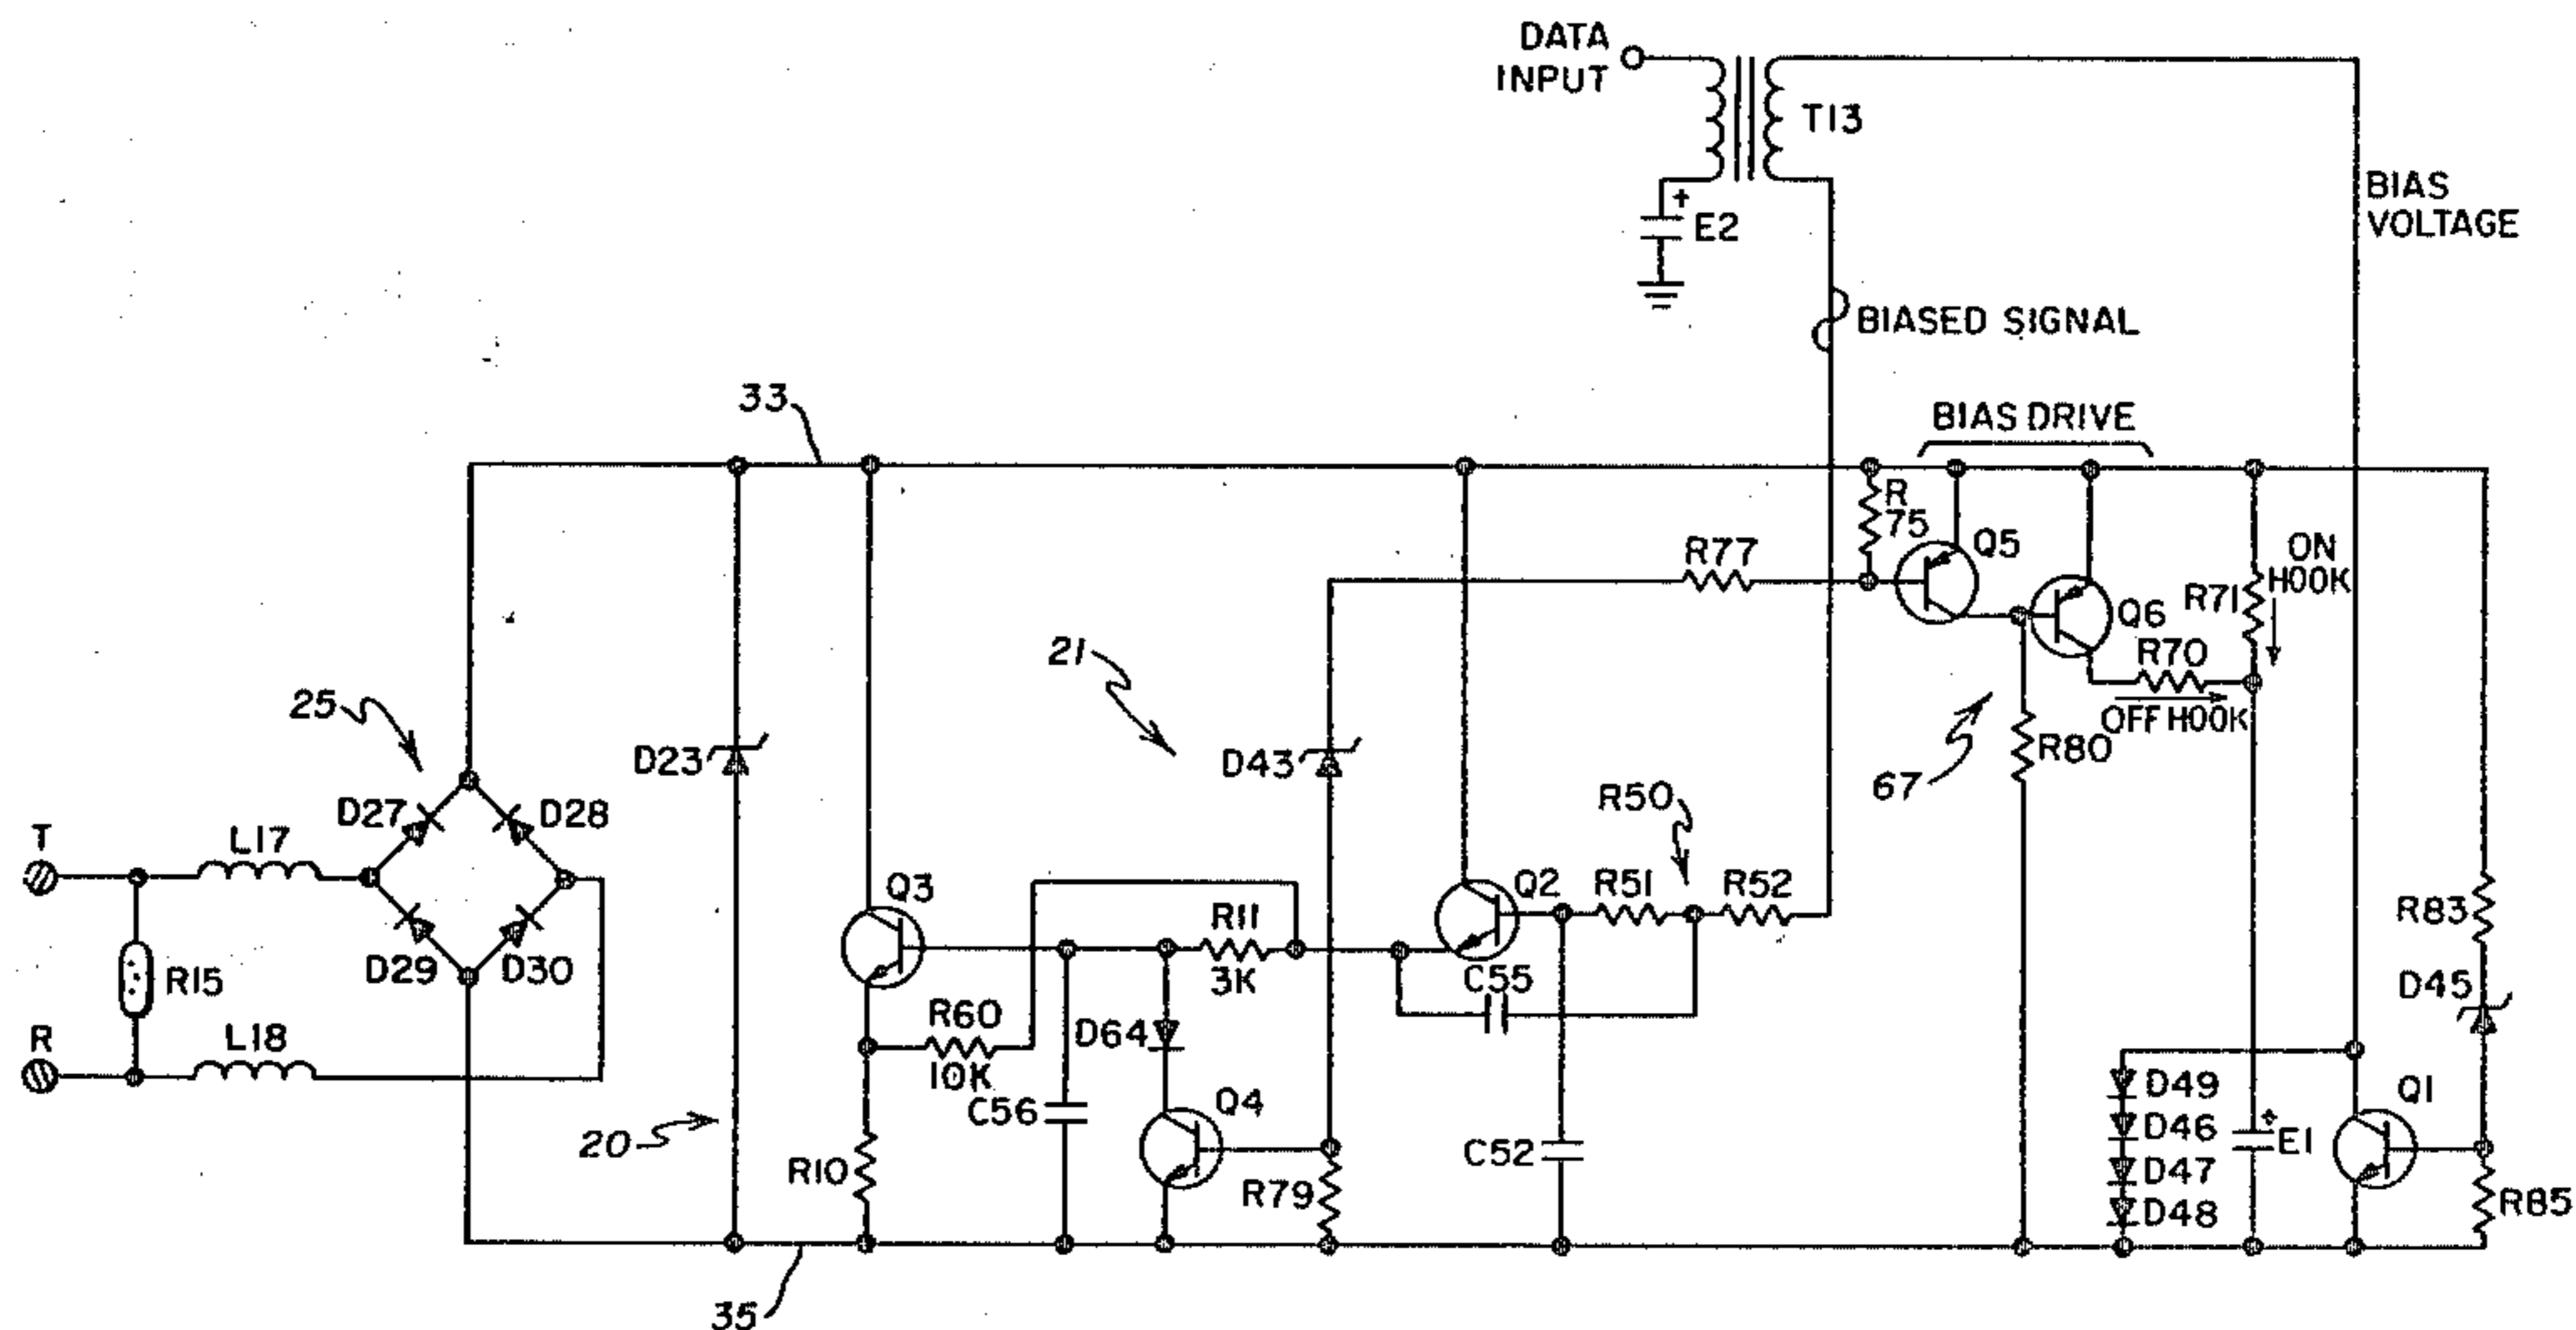 DATA
INPUT
T13
E2
+
BIAS
VOLTAGE
BIASED SIGNAL
33
BIAS DRIVE
R
75
Q5
ON
HOOK
R77
R71
Q6
21
R70
OFF HOOK
25
D23
D43
R80
67
R50
D27
D28
T
L17
Q3
Q2
R51
R52
R11
3K
R83
D29
D30
R15
C55
D45
R
L18
R60
10K
D64
C56
Q4
D49
Q1
20
D46
+
E1
R10
C52
D47
R79
D48
R85
35